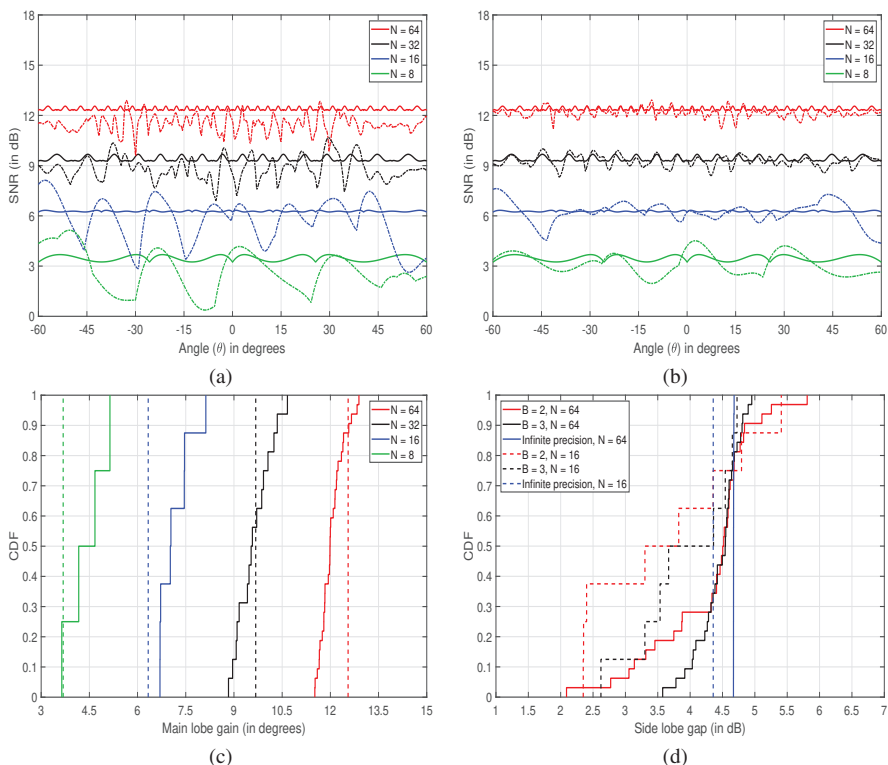 18
15
12
9
6
3
0
SNR (in dB)
-60 -45 -30 -15 0 15 30 45 60
Angle (θ) in degrees
N = 64
N = 32
N = 16
N = 8
(a)
18
15
12
9
6
3
0
SNR (in dB)
-60 -45 -30 -15 0 15 30 45 60
Angle (θ) in degrees
N = 64
N = 32
N = 16
N = 8
(b)
1
0.9
0.8
0.7
0.6
0.5
0.4
0.3
0.2
0.1
0
CDF
3 4.5 6 7.5 9 10.5 12 13.5 15
Main lobe gain (in degrees)
N = 64
N = 32
N = 16
N = 8
(c)
1
0.9
0.8
0.7
0.6
0.5
0.4
0.3
0.2
0.1
0
CDF
1 1.5 2 2.5 3 3.5 4 4.5 5 5.5 6 6.5 7
Side lobe gap (in dB)
B = 2, N = 64
B = 3, N = 64
Infinite precision, N = 64
B = 2, N = 16
B = 3, N = 16
Infinite precision, N = 16
(d)